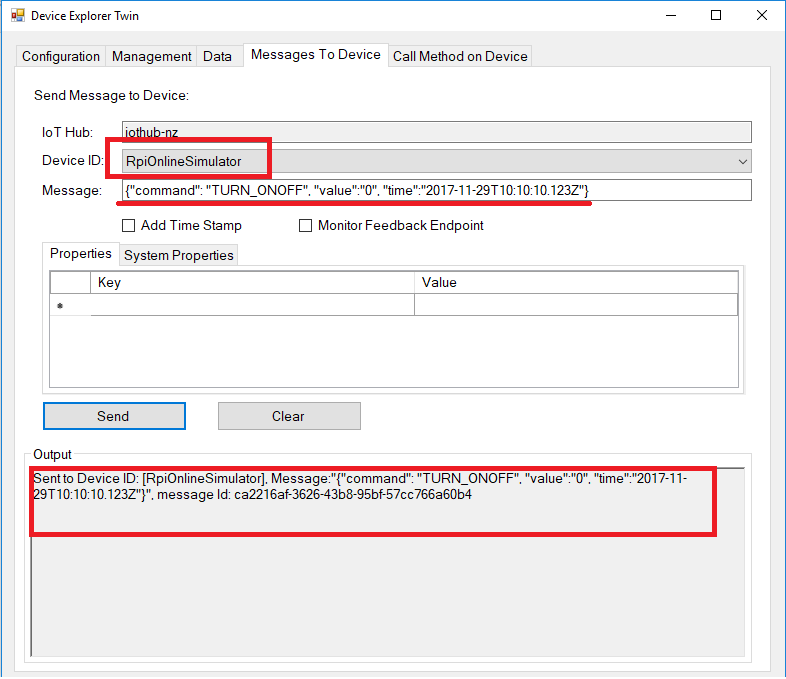 Device Explorer Twin
Configuration Management Data Messages To Device Call Method on Device
Send Message to Device:
IoT Hub: iothub-nz
Device ID: RpiOnlineSimulator
Message: {"command": "TURN_ONOFF", "value":"0", "time":"2017-11-29T10:10:10.123Z"}
Add Time Stamp Monitor Feedback Endpoint
Properties System Properties
Key Value
*
Send Clear
Output
Sent to Device ID: [RpiOnlineSimulator], Message:"{"command": "TURN_ONOFF", "value":"0", "time":"2017-11-
29T10:10:10.123Z"}", message Id: ca2216af-3626-43b8-95bf-57cc766a60b4